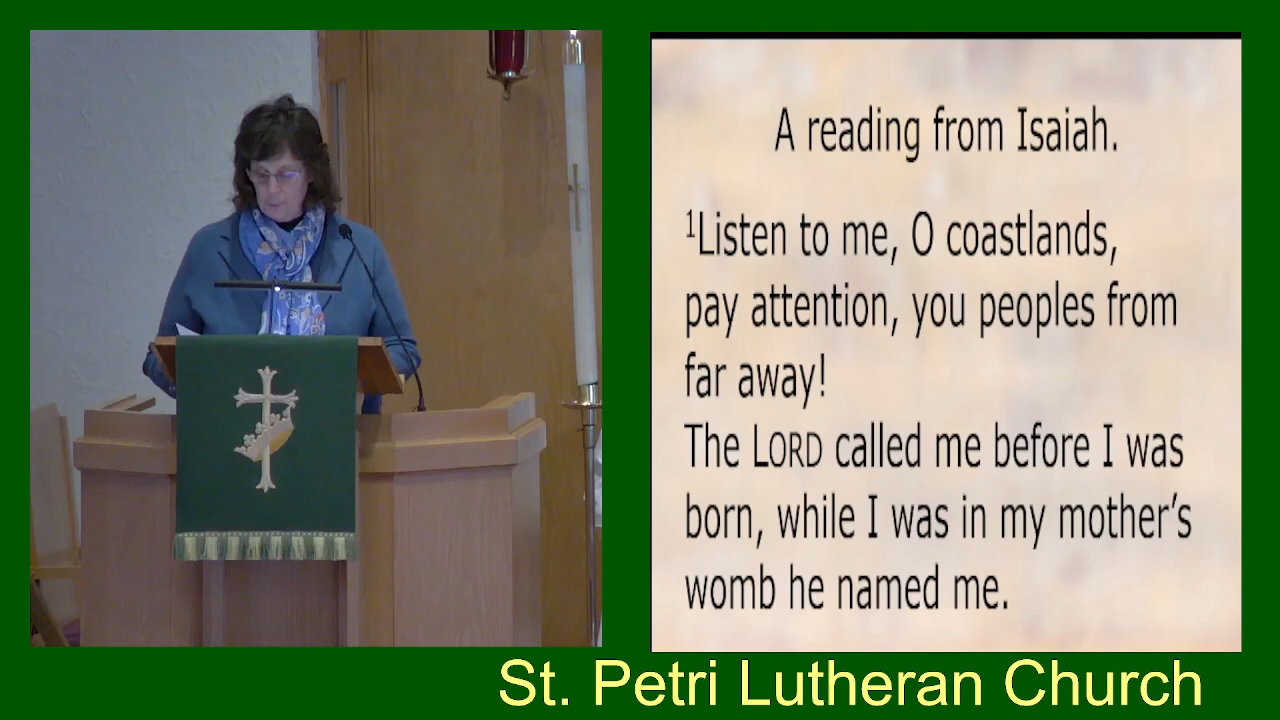 A reading from Isaiah.
¹Listen to me, O coastlands,
pay attention, you peoples from
far away!
The LORD called me before I was
born, while I was in my mother’s
womb he named me.
St. Petri Lutheran Church